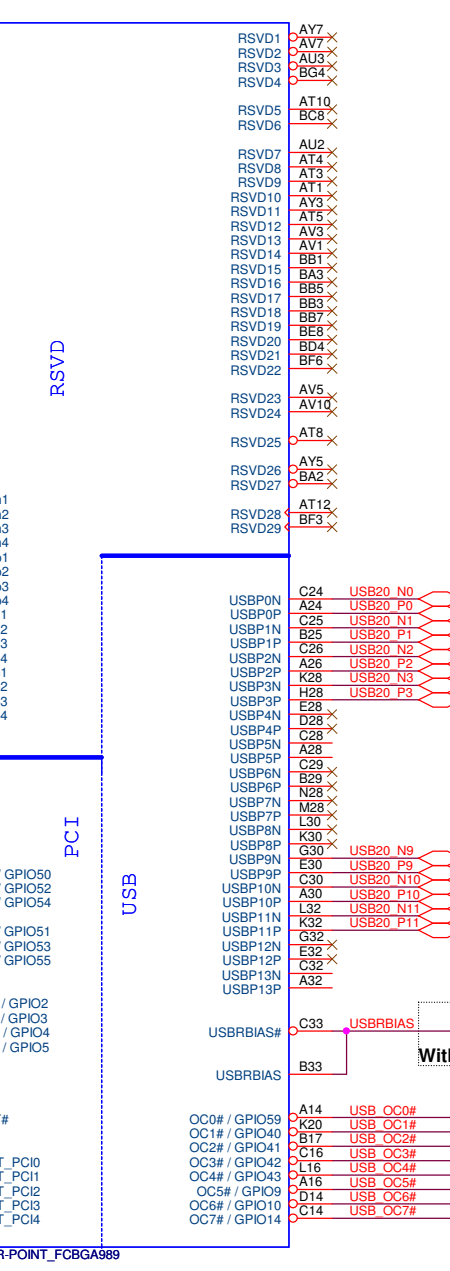 RSVD1 AY7
RSVD2 AV7
RSVD3 AU3
RSVD4 BG4
RSVD5 AT10
RSVD6 BC8
RSVD7 AU2
RSVD8 AT4
RSVD9 AT3
RSVD10 AT1
RSVD11 AY3
RSVD12 AT5
RSVD13 AV3
RSVD14 AV1
RSVD15 BB1
RSVD16 BA3
RSVD17 BB5
RSVD18 BB3
RSVD19 BB7
RSVD20 BE8
RSVD21 BD4
RSVD22 BF6
RSVD
RSVD23 AV5
RSVD24 AV10
RSVD25 AT8
RSVD26 AY5
RSVD27 BA2
RSVD28 AT12
RSVD29 BF3
USBP0N C24 USB20_N0
USBP0P A24 USB20_P0
USBP1N C25 USB20_N1
USBP1P B25 USB20_P1
USBP2N C26 USB20_N2
USBP2P A26 USB20_P2
USBP3N K28 USB20_N3
USBP3P H28 USB20_P3
USBP4N E28
USBP4P D28
USBP5N C28
USBP5P A28
USBP6N C29
USBP6P B29
USBP7N N28
USBP7P M28
USBP8N L30
USBP8P K30
PCI
USBP9N G30 USB20_N9
GPIO50 USBP9P E30 USB20_P9
GPIO52 USBP10N C30 USB20_N10
GPIO54 USBP10P A30 USB20_P10
USB
USBP11N L32 USB20_N11
GPIO51 USBP11P K32 USB20_P11
GPIO53 USBP12N G32
GPIO55 USBP12P E32
USBP13N C32
USBP13P A32
/ GPIO2
/ GPIO3
/ GPIO4 USBRBIAS# C33 USBRBIAS
/ GPIO5
USBRBIAS B33
OC0# / GPIO59 A14 USB_OC0#
OC1# / GPIO40 K20 USB_OC1#
OC2# / GPIO41 B17 USB_OC2#
T_PCI0 OC3# / GPIO42 C16 USB_OC3#
T_PCI1 OC4# / GPIO43 L16 USB_OC4#
T_PCI2 OC5# / GPIO9 A16 USB_OC5#
T_PCI3 OC6# / GPIO10 D14 USB_OC6#
T_PCI4 OC7# / GPIO14 C14 USB_OC7#
R-POINT_FCBGA989